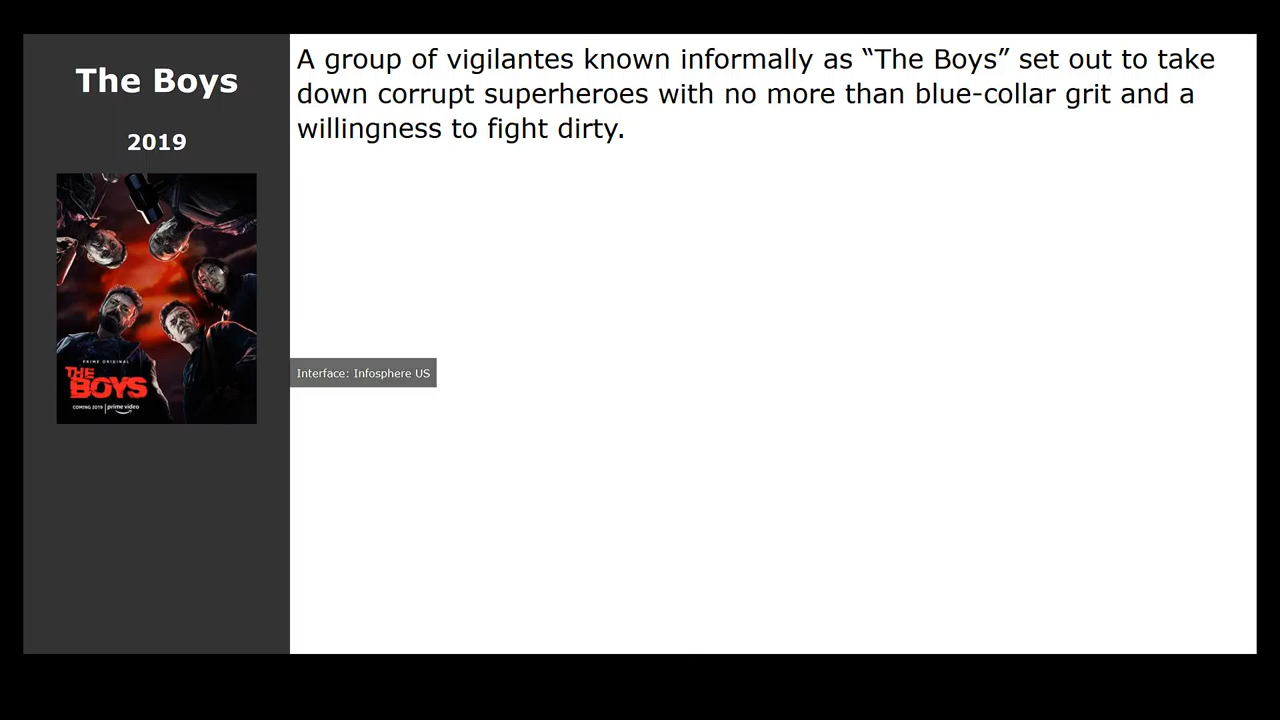 The Boys
2019
PRIME ORIGINAL
THE
BOYS
COMING 2019 | prime video
A group of vigilantes known informally as “The Boys” set out to take
down corrupt superheroes with no more than blue-collar grit and a
willingness to fight dirty.
Interface: Infosphere US